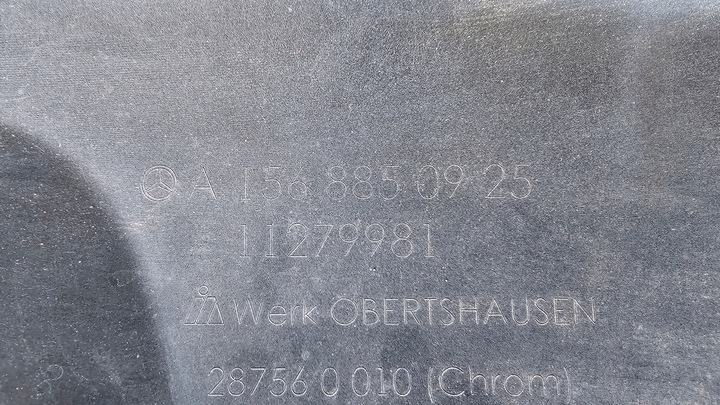 A 156 885 09 25
11279981
Werk OBERTSHAUSEN
28756 0 010 (Chrom)